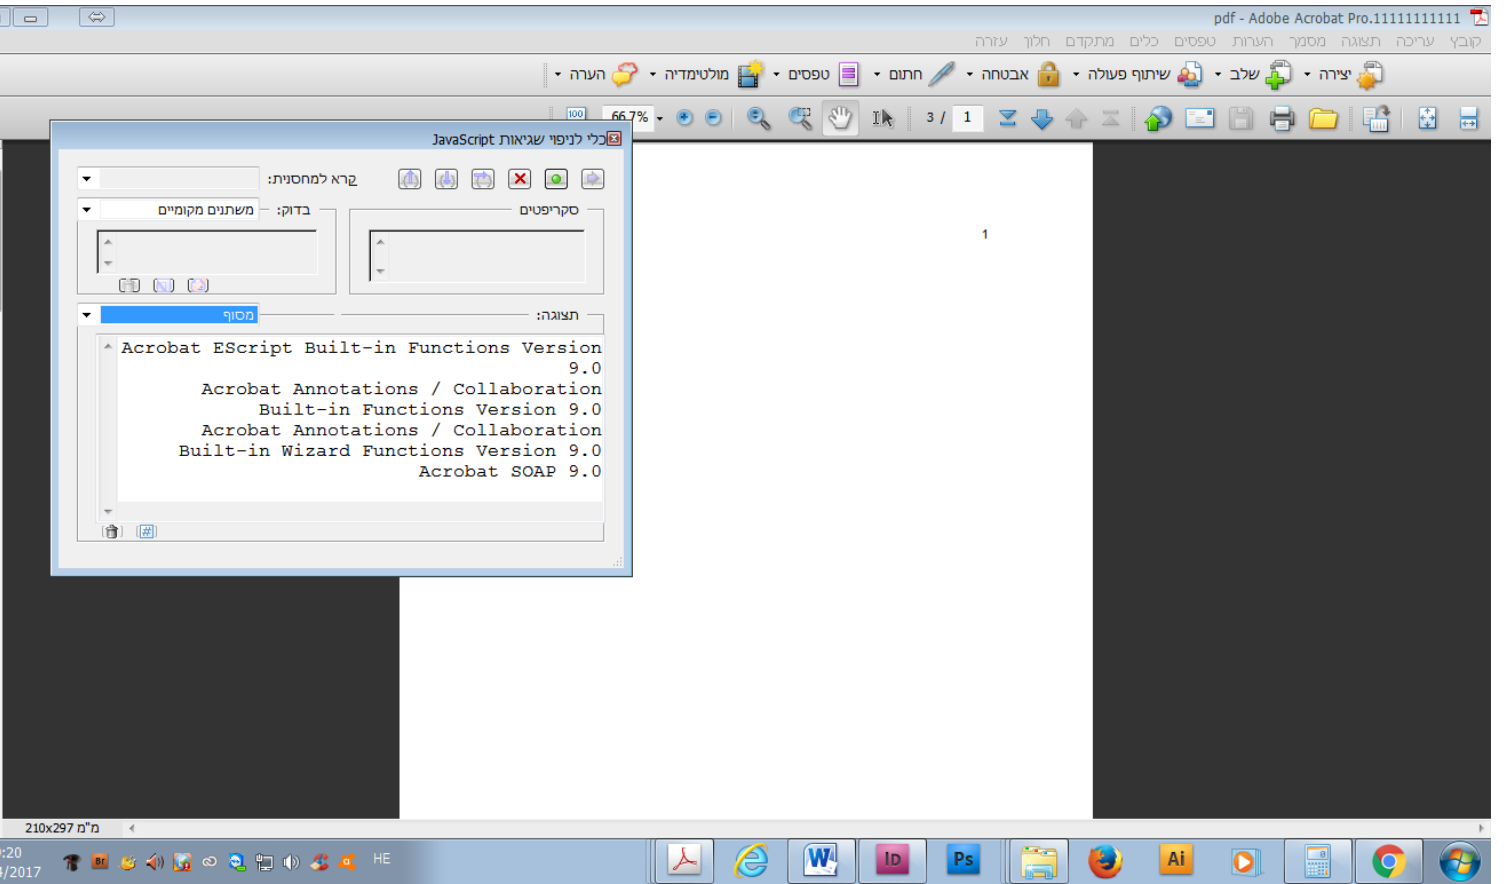 pdf - Adobe Acrobat Pro.11111111111
קובץ עריכה תצוגה מסמך הערות טפסים כלים מתקדם חלון עזרה
יצירה שלב שיתוף פעולה אבטחה חתום טפסים מולטימדיה הערה
1 / 3 66.7% 100
כלי לניפוי שגיאות JavaScript
קרא למחסנית:
סקריפטים
בדוק: משתנים מקומיים
תצוגה: מסוף
Acrobat EScript Built-in Functions Version
9.0
Acrobat Annotations / Collaboration
Built-in Functions Version 9.0
Acrobat Annotations / Collaboration
Built-in Wizard Functions Version 9.0
Acrobat SOAP 9.0
1
210x297 מ"מ
HE
Br
ID
Ps
Ai
:20
/2017